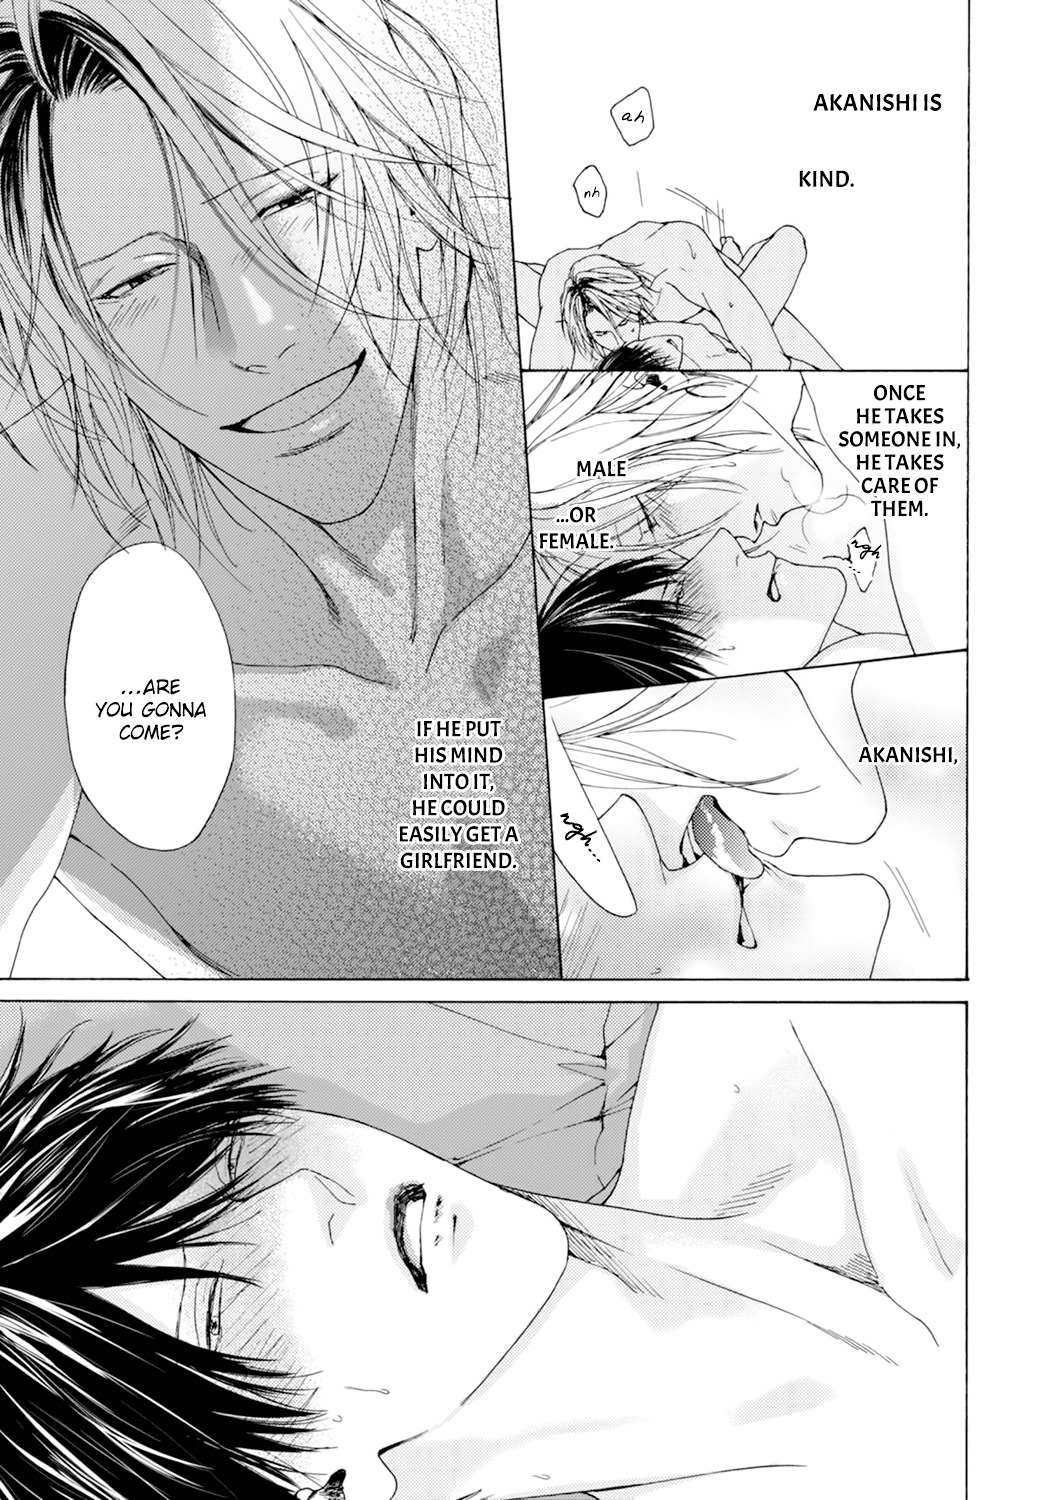 AKANISHI IS
KIND.
ah
nh
ONCE
HE TAKES
SOMEONE IN,
HE TAKES
CARE OF
THEM.
MALE
...OR
FEMALE.
ngh
...
AKANISHI,
ngh...
IF HE PUT
HIS MIND
INTO IT,
HE COULD
EASILY GET A
GIRLFRIEND.
...ARE
YOU GONNA
COME?